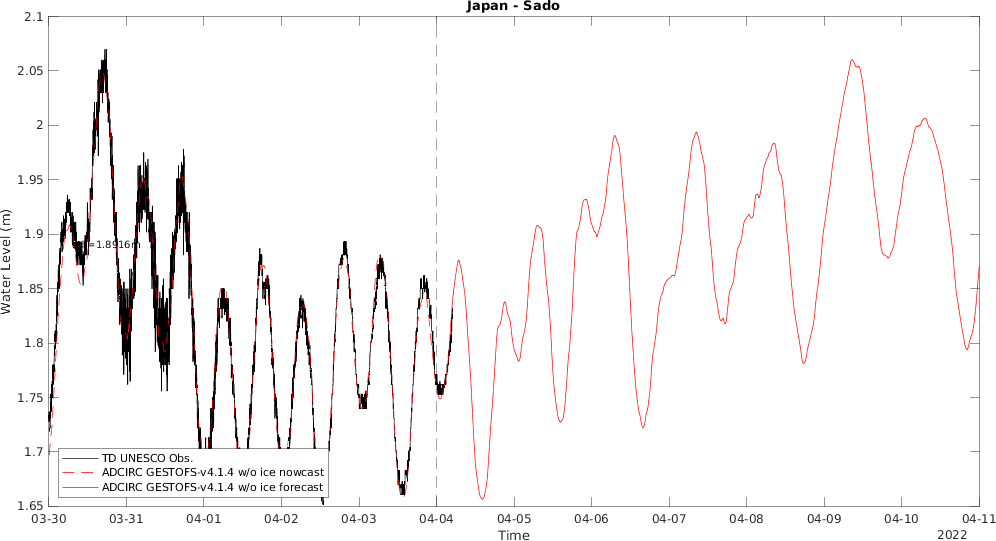 Japan - Sado
2.1
2.05
2
1.95
1.9
1.85
1.8
1.75
1.7
1.65
Water Level (m)
=1.8916m
TD UNESCO Obs.
ADCIRC GESTOFS-v4.1.4 w/o ice nowcast
ADCIRC GESTOFS-v4.1.4 w/o ice forecast
03-30 03-31 04-01 04-02 04-03 04-04 04-05 04-06 04-07 04-08 04-09 04-10 04-11
Time
2022